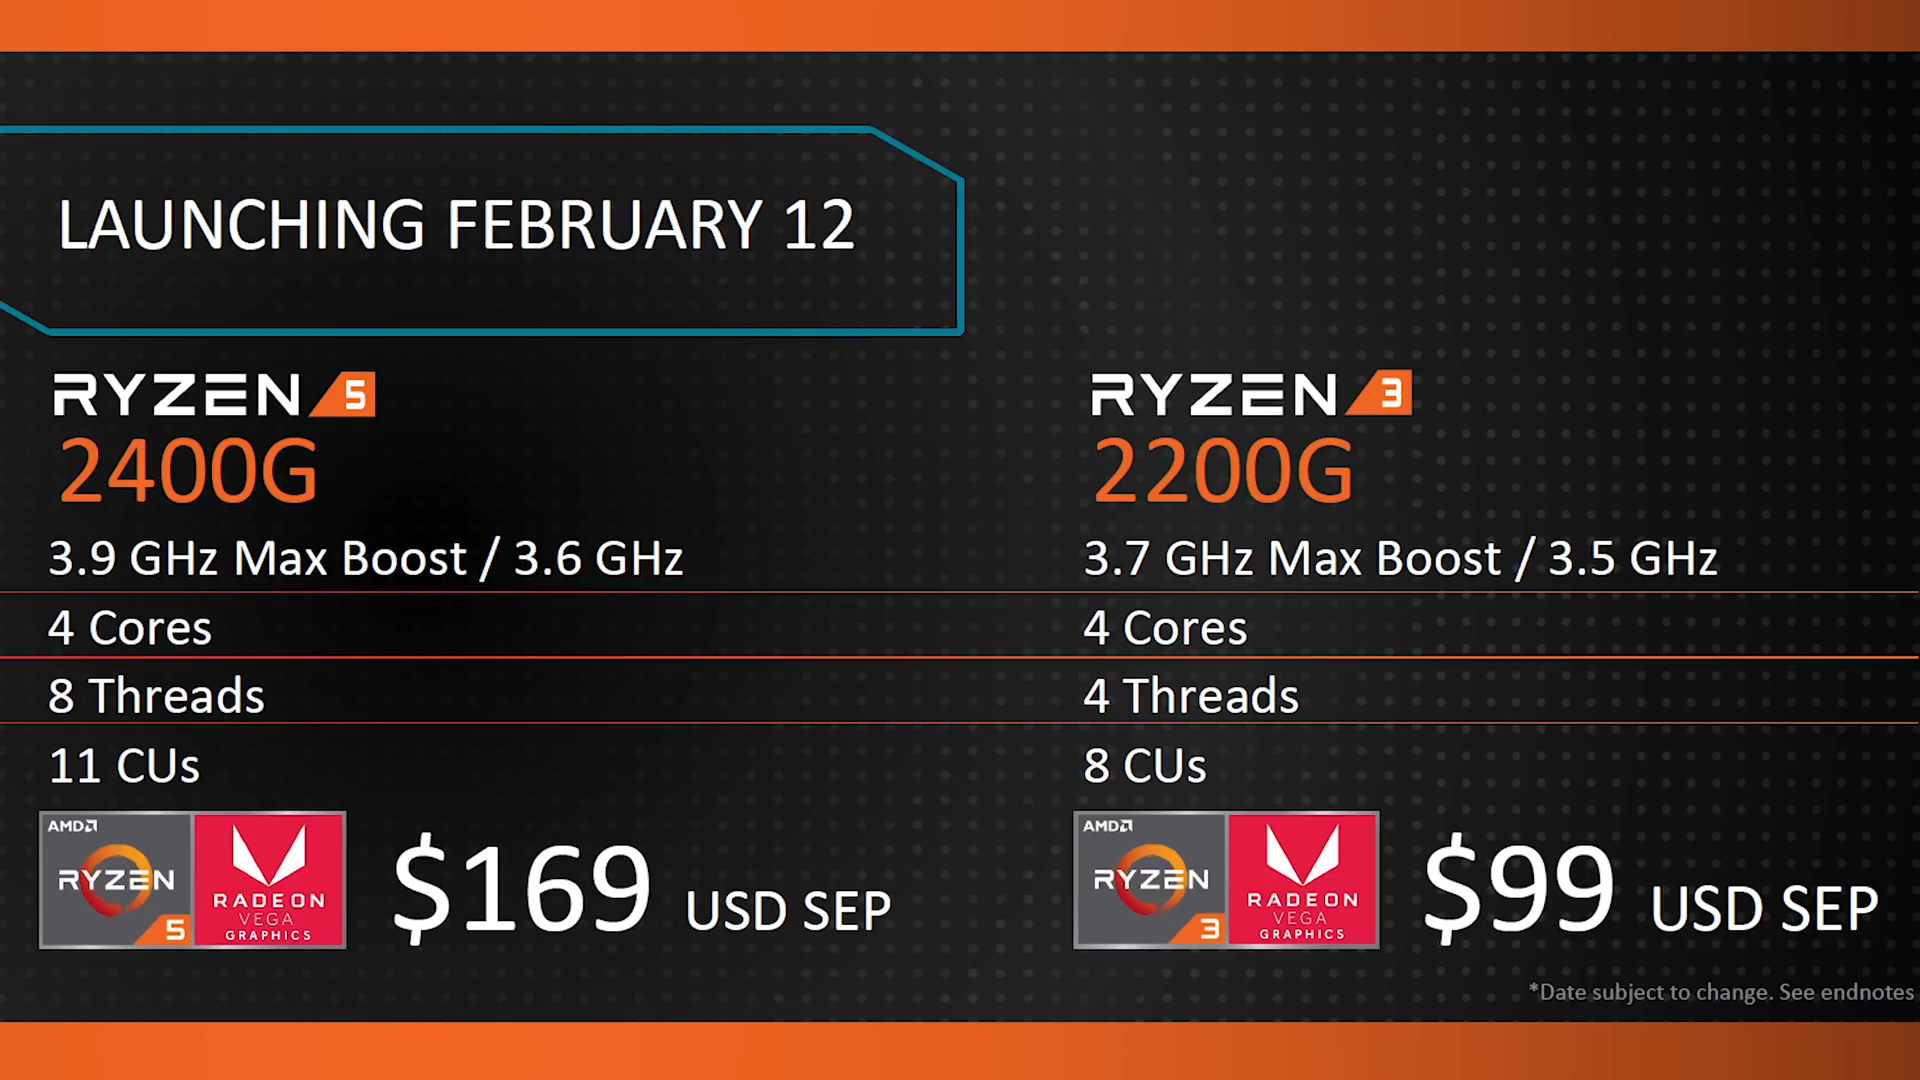 LAUNCHING FEBRUARY 12
RYZEN 5
2400G
3.9 GHz Max Boost / 3.6 GHz
4 Cores
8 Threads
11 CUs
AMD
RYZEN
5
RADEON
VEGA
GRAPHICS
$169 USD SEP
RYZEN 3
2200G
3.7 GHz Max Boost / 3.5 GHz
4 Cores
4 Threads
8 CUs
AMD
RYZEN
3
RADEON
VEGA
GRAPHICS
$99 USD SEP
*Date subject to change. See endnotes